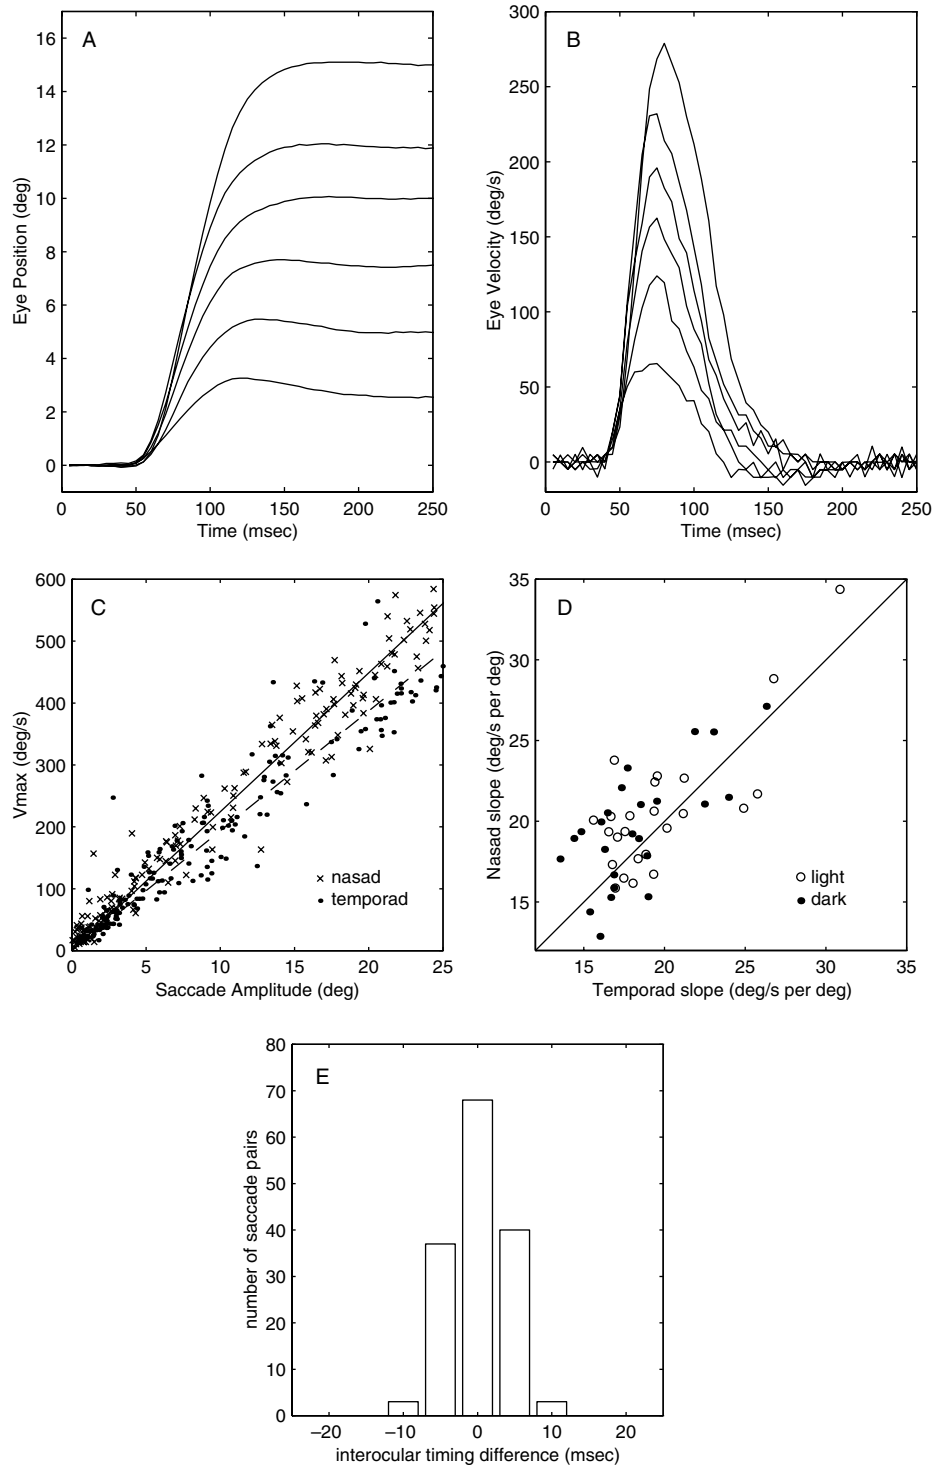 A
Eye Position (deg)
16
14
12
10
8
6
4
2
0
0 50 100 150 200 250
Time (msec)
B
Eye Velocity (deg/s)
300
250
200
150
100
50
0
0 50 100 150 200 250
Time (msec)
C
Vmax (deg/s)
600
500
400
300
200
100
0
nasad
temporad
0 5 10 15 20 25
Saccade Amplitude (deg)
D
Nasad slope (deg/s per deg)
35
30
25
20
15
light
dark
15 20 25 30 35
Temporad slope (deg/s per deg)
E
number of saccade pairs
80
70
60
50
40
30
20
10
0
−20 −10 0 10 20
interocular timing difference (msec)